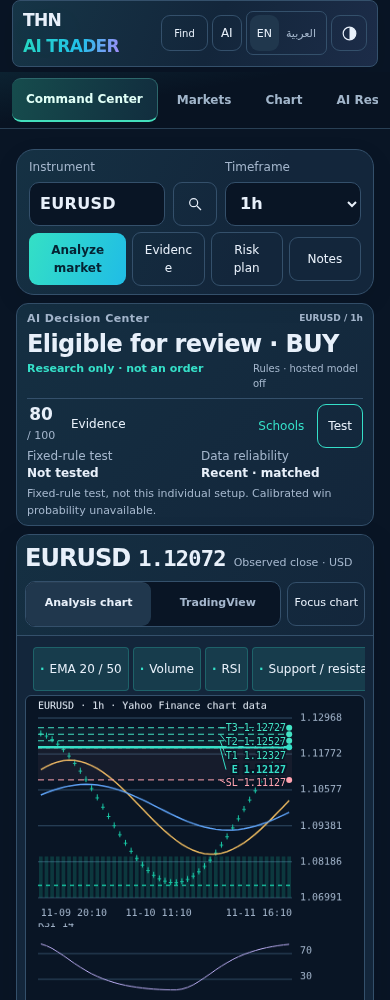 THN
AI TRADER
Find
AI
EN
العربية
Command Center
Markets
Chart
AI Res
Instrument
Timeframe
EURUSD
1h
Analyze
market
Evidenc
e
Risk
plan
Notes
AI Decision Center
EURUSD / 1h
Eligible for review · BUY
Research only · not an order
Rules · hosted model
off
80
/ 100
Evidence
Schools
Test
Fixed-rule test
Not tested
Data reliability
Recent · matched
Fixed-rule test, not this individual setup. Calibrated win
probability unavailable.
EURUSD 1.12072 Observed close · USD
Analysis chart
TradingView
Focus chart
· EMA 20 / 50
· Volume
· RSI
· Support / resista
EURUSD · 1h · Yahoo Finance chart data
1.12968
T3 1.12727
T2 1.12527
1.11772
T1 1.12327
E 1.12127
SL 1.11127
1.10577
1.09381
1.08186
1.06991
11-09 20:10
11-10 11:10
11-11 16:10
RSI 14
70
30